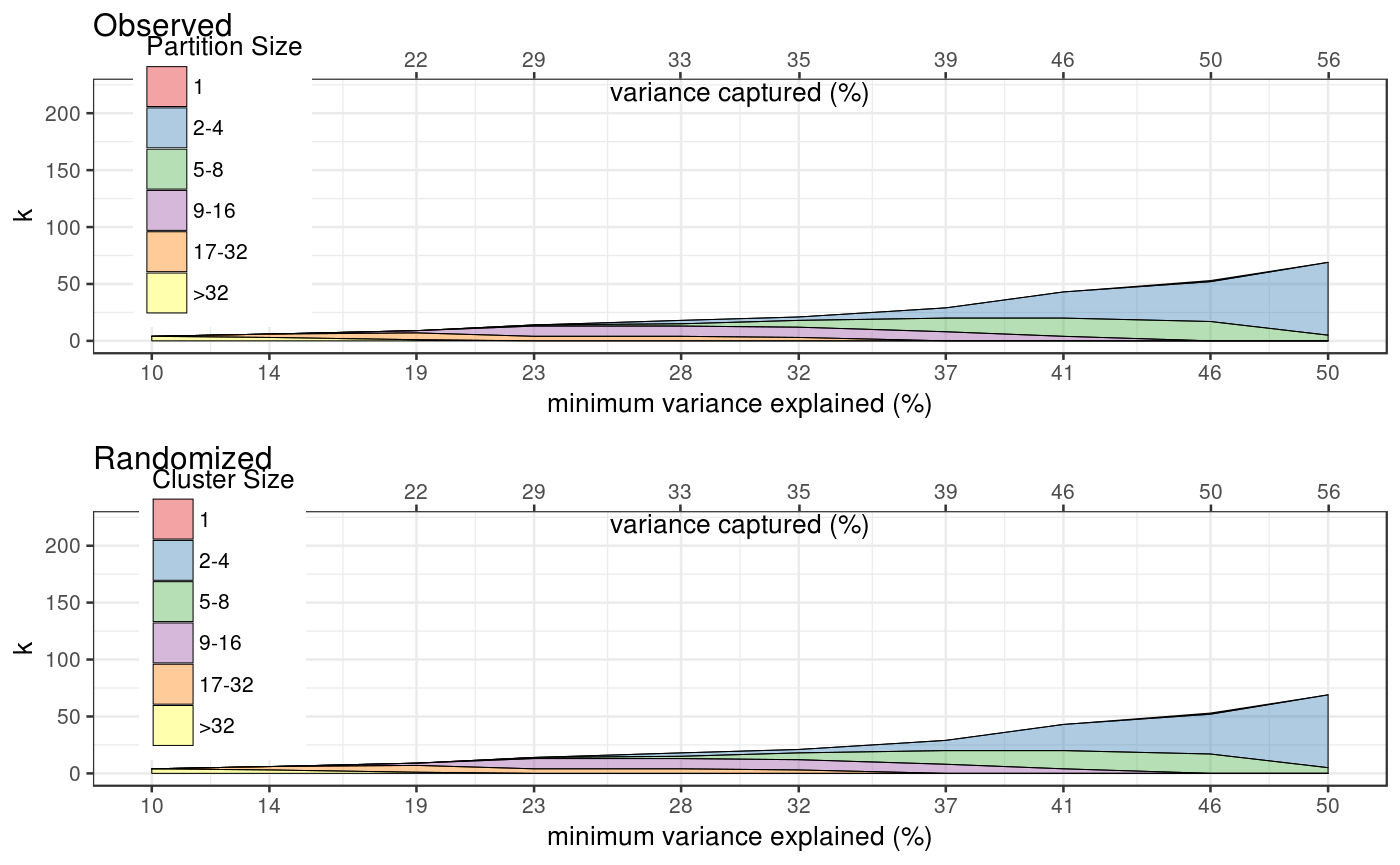 Observed
Partition Size
22 29 33 35 39 46 50 56
variance captured (%)
1
2-4
5-8
9-16
17-32
>32
200
150
100
50
0
k
10 14 19 23 28 32 37 41 46 50
minimum variance explained (%)
Randomized
Cluster Size
22 29 33 35 39 46 50 56
variance captured (%)
1
2-4
5-8
9-16
17-32
>32
200
150
100
50
0
k
10 14 19 23 28 32 37 41 46 50
minimum variance explained (%)